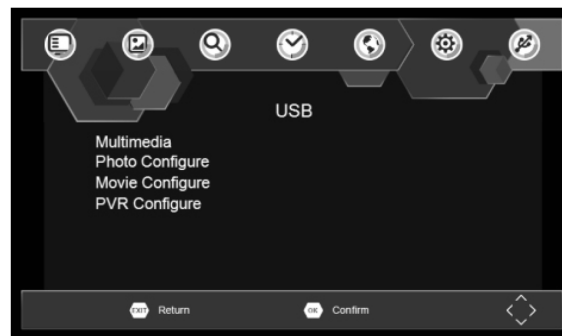 USB
Multimedia
Photo Configure
Movie Configure
PVR Configure
EXIT Return OK Confirm